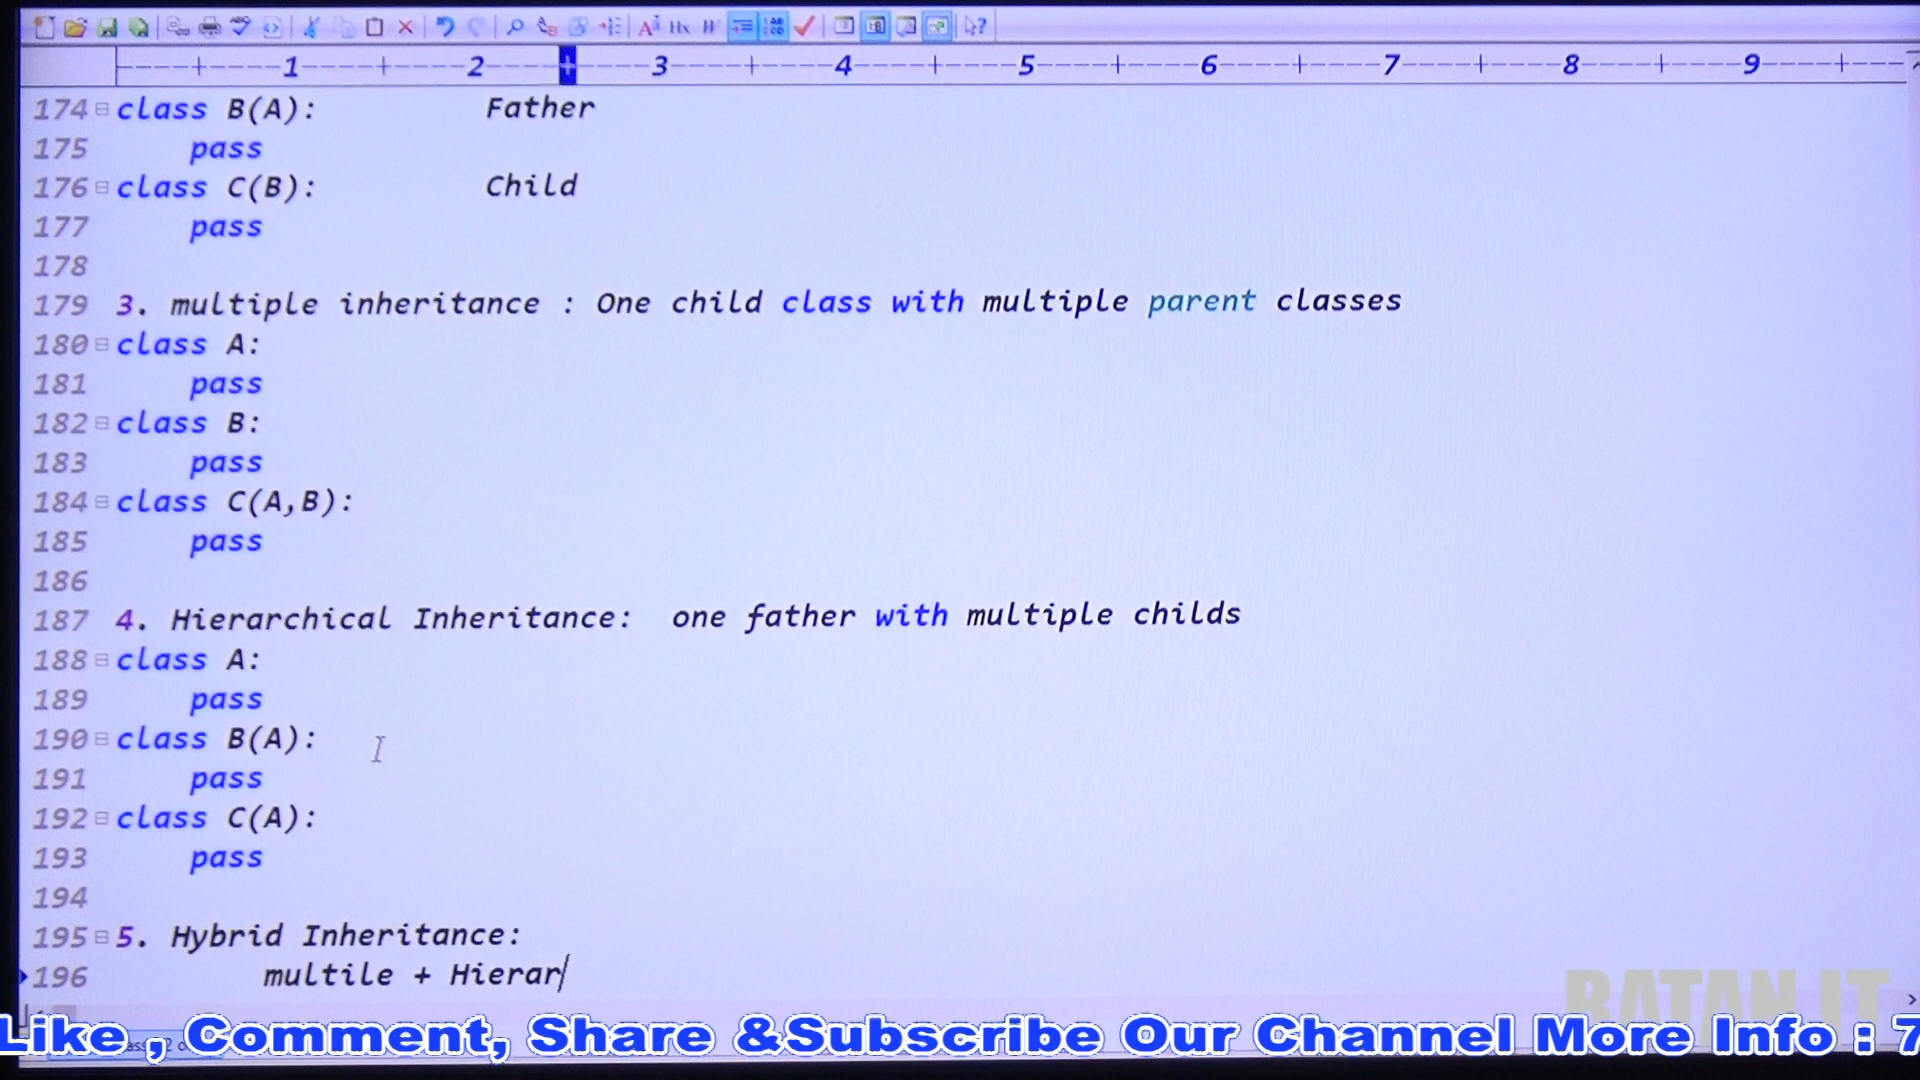 1 2 3 4 5 6 7 8 9
174 class B(A): Father
175 pass
176 class C(B): Child
177 pass
178
179 3. multiple inheritance : One child class with multiple parent classes
180 class A:
181 pass
182 class B:
183 pass
184 class C(A,B):
185 pass
186
187 4. Hierarchical Inheritance: one father with multiple childs
188 class A:
189 pass
190 class B(A):
191 pass
192 class C(A):
193 pass
194
195 5. Hybrid Inheritance:
196 multile + Hierar
RATAN IT
Like , Comment, Share &Subscribe Our Channel More Info : 7